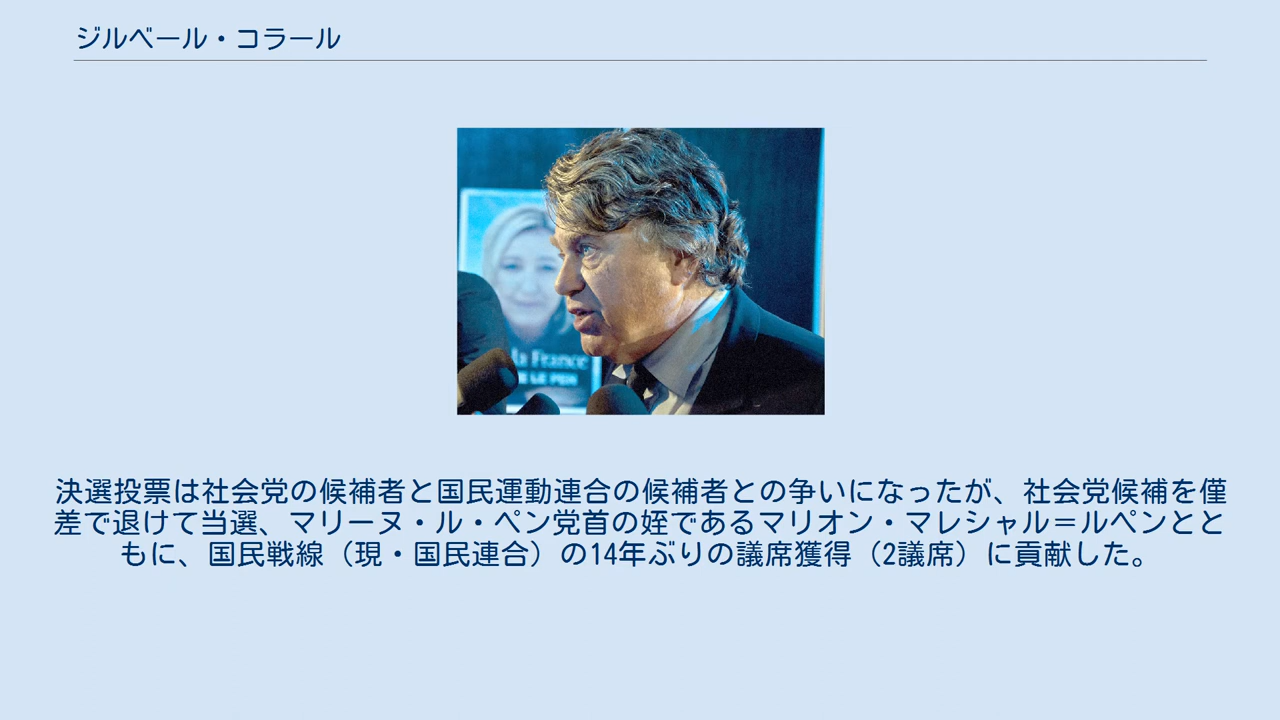 ジルベール・コラール
la France
LE PEN
決選投票は社会党の候補者と国民運動連合の候補者との争いになったが、社会党候補を僅
差で退けて当選、マリーヌ・ル・ペン党首の姪であるマリオン・マレシャル＝ルペンとと
もに、国民戦線（現・国民連合）の14年ぶりの議席獲得（2議席）に貢献した。